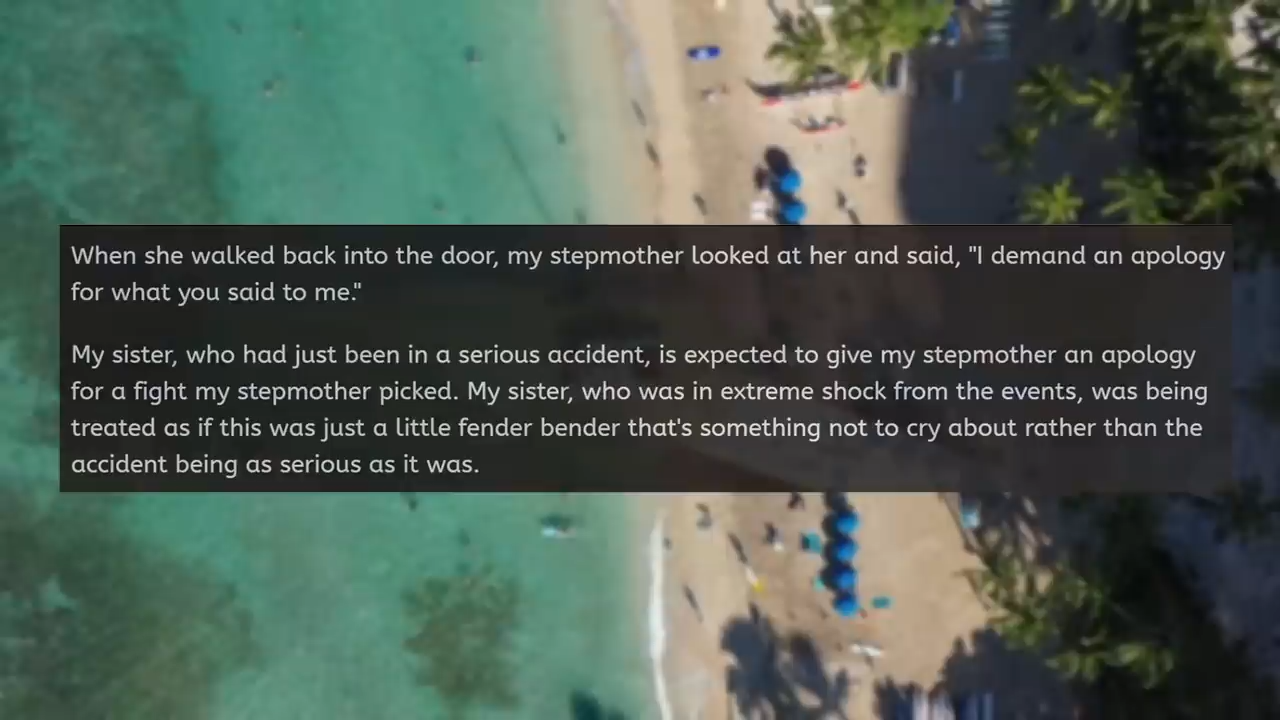 When she walked back into the door, my stepmother looked at her and said, "I demand an apology
for what you said to me."
My sister, who had just been in a serious accident, is expected to give my stepmother an apology
for a fight my stepmother picked. My sister, who was in extreme shock from the events, was being
treated as if this was just a little fender bender that's something not to cry about rather than the
accident being as serious as it was.